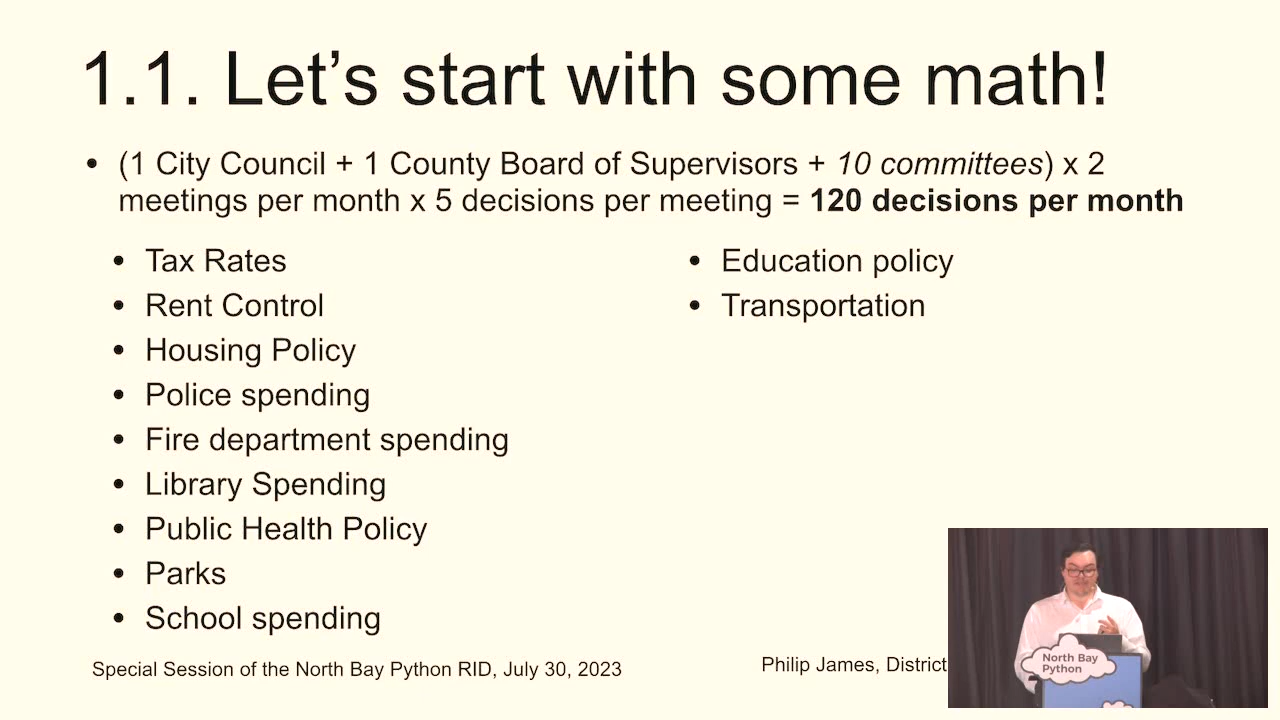 1.1. Let’s start with some math!
• (1 City Council + 1 County Board of Supervisors + 10 committees) x 2
meetings per month x 5 decisions per meeting = 120 decisions per month
• Tax Rates
• Rent Control
• Housing Policy
• Police spending
• Fire department spending
• Library Spending
• Public Health Policy
• Parks
• School spending
• Education policy
• Transportation
Special Session of the North Bay Python RID, July 30, 2023
Philip James, District
North Bay
Python